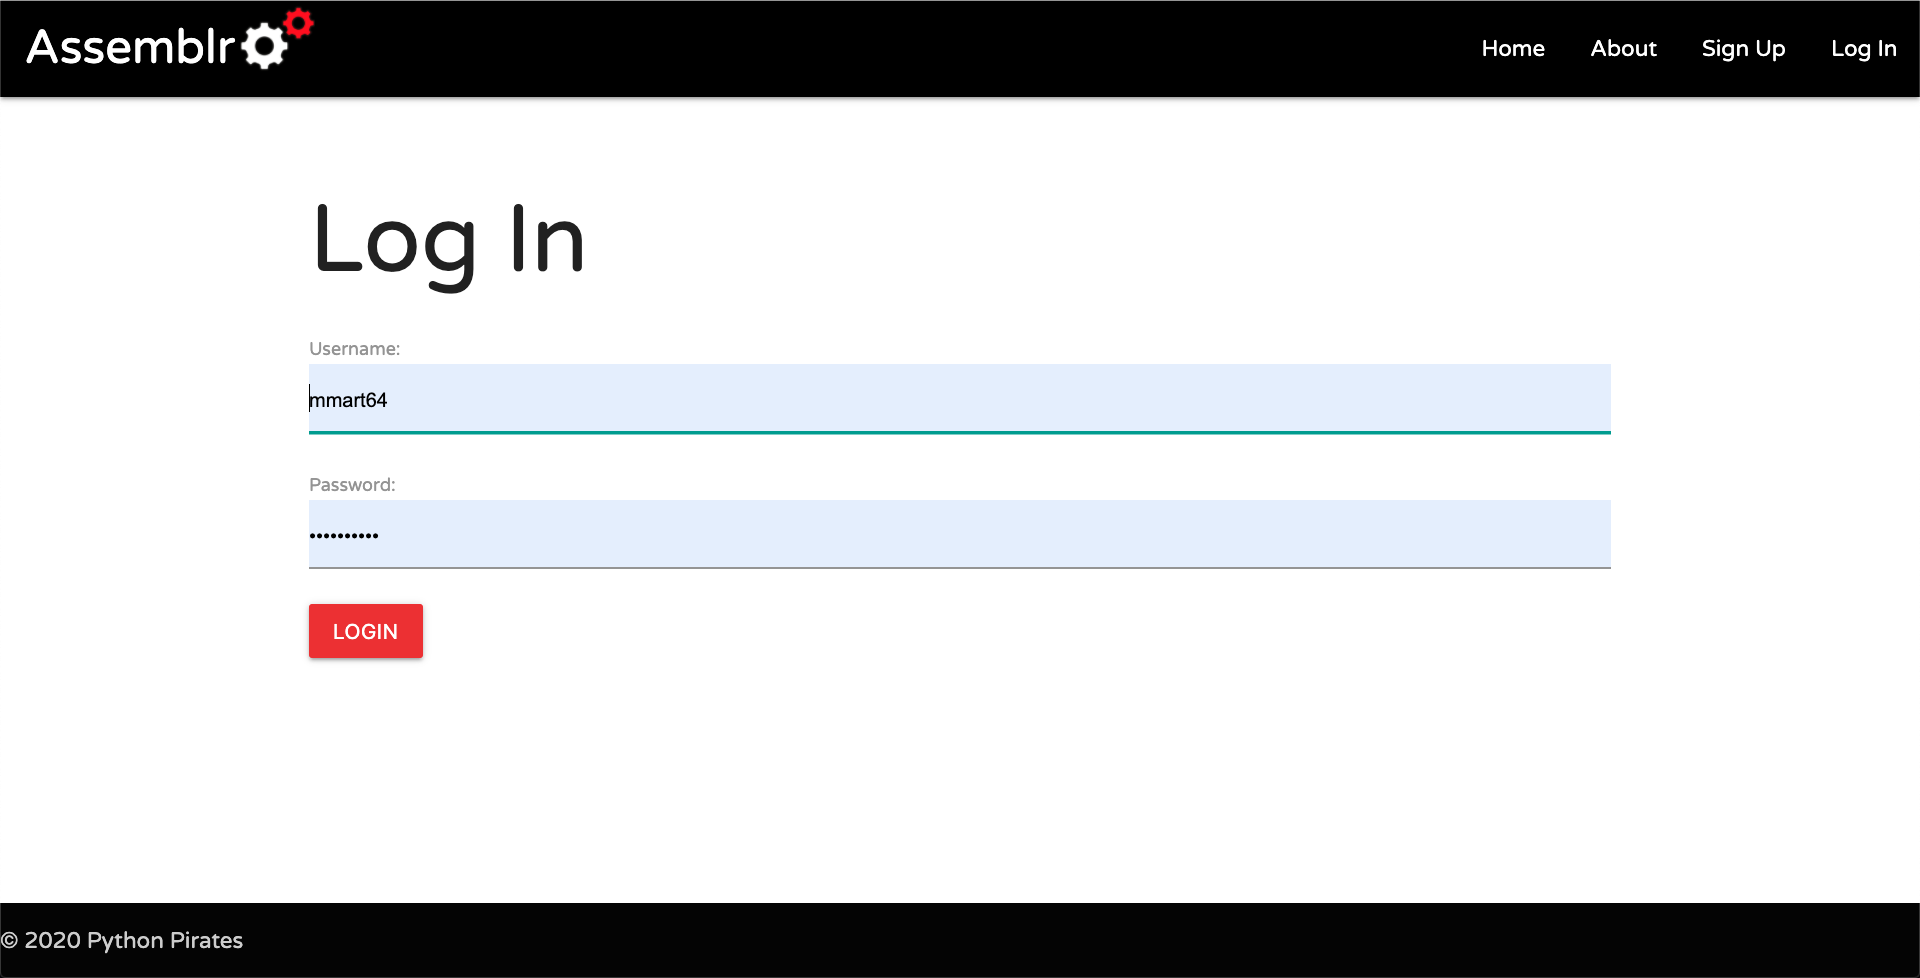 Assemblr
Home About Sign Up Log In
Log In
Username:
mmart64
Password:
••••••••••
LOGIN
© 2020 Python Pirates